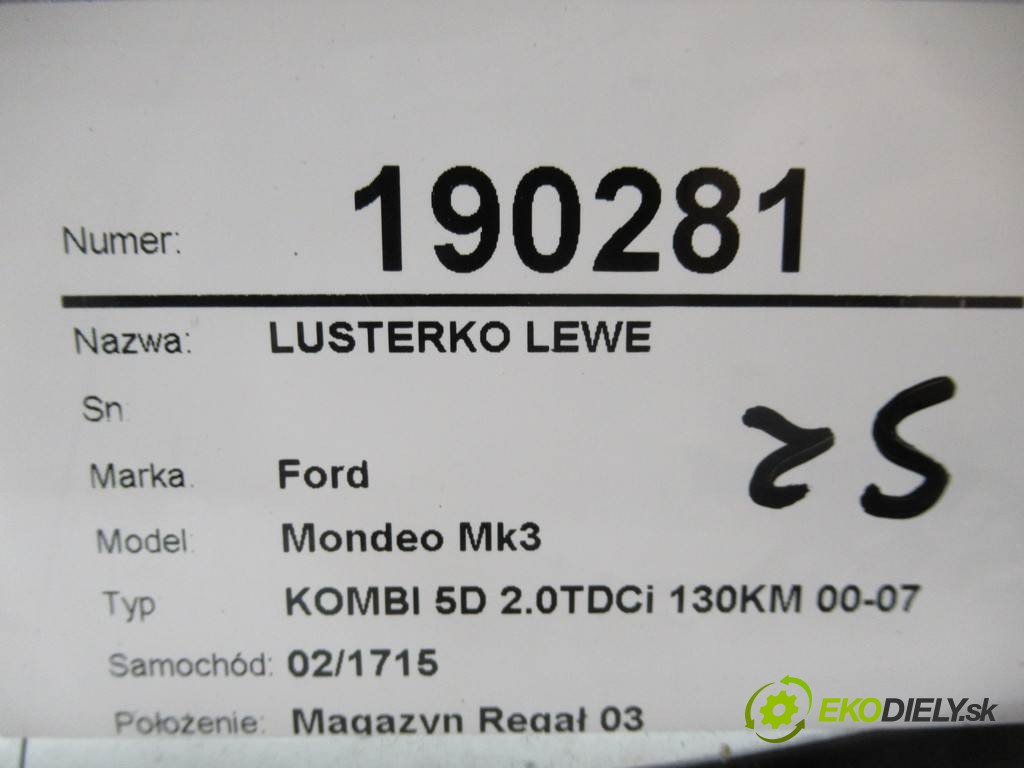 Numer: 190281
Nazwa: LUSTERKO LEWE
Sn:
Marka: Ford
Model: Mondeo Mk3
Typ KOMBI 5D 2.0TDCi 130KM 00-07
Samochód: 02/1715
Położenie: Magazyn Regał 03
EKODIELY.sk